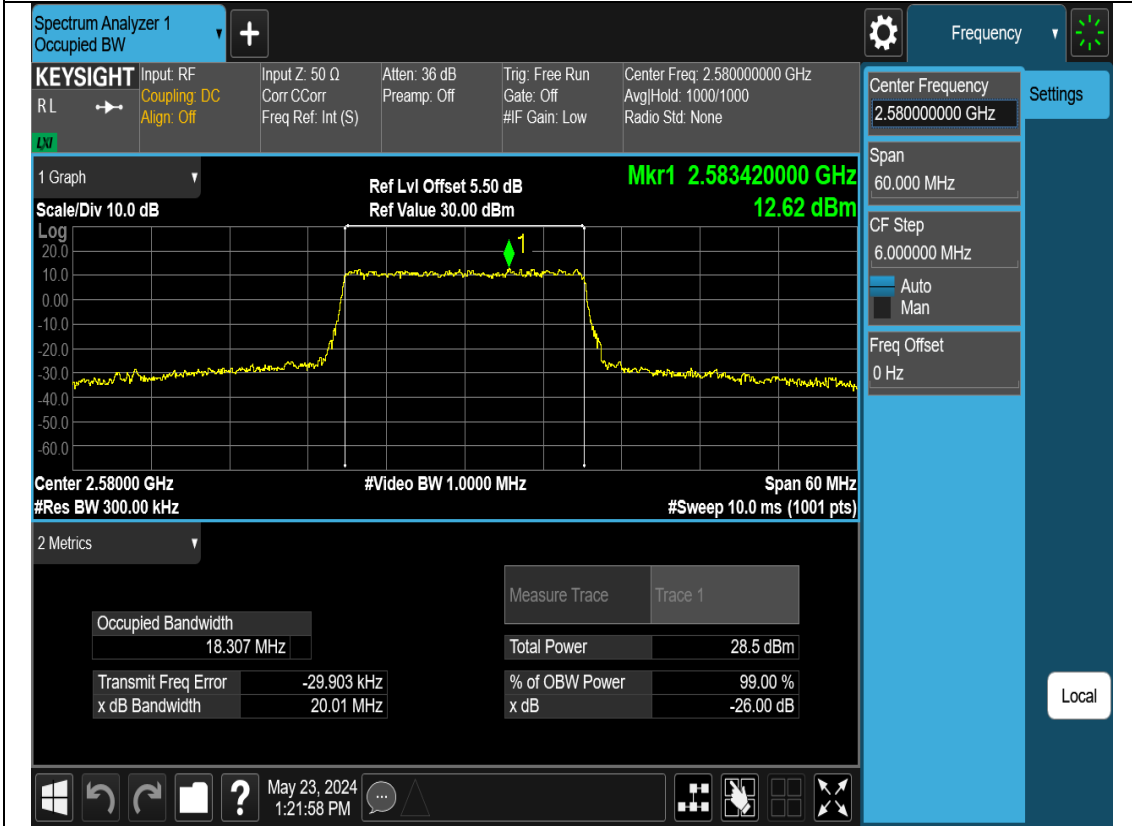 Spectrum Analyzer 1
Occupied BW
Frequency
KEYSIGHT
R L
LXI
Input: RF
Coupling: DC
Align: Off
Input Z: 50 Ω
Corr CCorr
Freq Ref: Int (S)
Atten: 36 dB
Preamp: Off
Trig: Free Run
Gate: Off
#IF Gain: Low
Center Freq: 2.580000000 GHz
Avg|Hold: 1000/1000
Radio Std: None
Center Frequency
2.580000000 GHz
Settings
Span
60.000 MHz
CF Step
6.000000 MHz
Auto
Man
Freq Offset
0 Hz
Local
1 Graph
Scale/Div 10.0 dB
Ref Lvl Offset 5.50 dB
Ref Value 30.00 dBm
Mkr1 2.583420000 GHz
12.62 dBm
Log
20.0
10.0
0.00
-10.0
-20.0
-30.0
-40.0
-50.0
-60.0
1
Center 2.58000 GHz
#Video BW 1.0000 MHz
Span 60 MHz
#Res BW 300.00 kHz
#Sweep 10.0 ms (1001 pts)
2 Metrics
Measure Trace
Trace 1
Occupied Bandwidth
18.307 MHz
Total Power
28.5 dBm
Transmit Freq Error
-29.903 kHz
% of OBW Power
99.00 %
x dB Bandwidth
20.01 MHz
x dB
-26.00 dB
?
May 23, 2024
1:21:58 PM